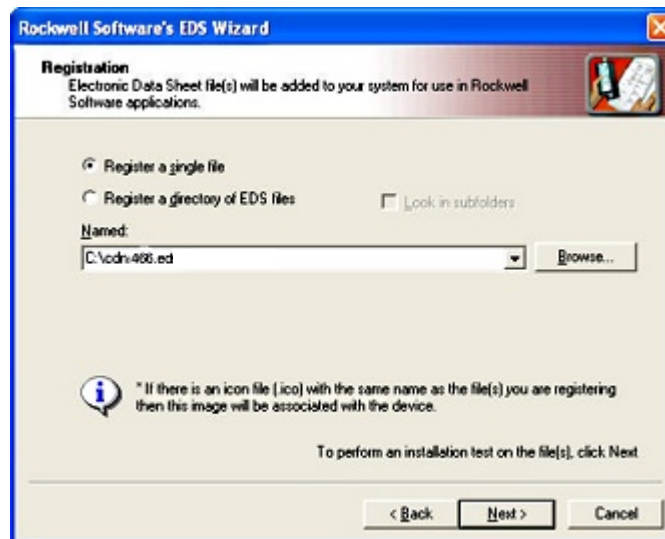 Rockwell Software's EDS Wizard
Registration
Electronic Data Sheet file(s) will be added to your system for use in Rockwell
Software applications.
Register a single file
Register a directory of EDS files
Look in subfolders
Named:
C:\cdn466.ed
Browse...
* If there is an icon file (.ico) with the same name as the file(s) you are registering
then this image will be associated with the device.
To perform an installation test on the file(s), click Next
< Back
Next >
Cancel